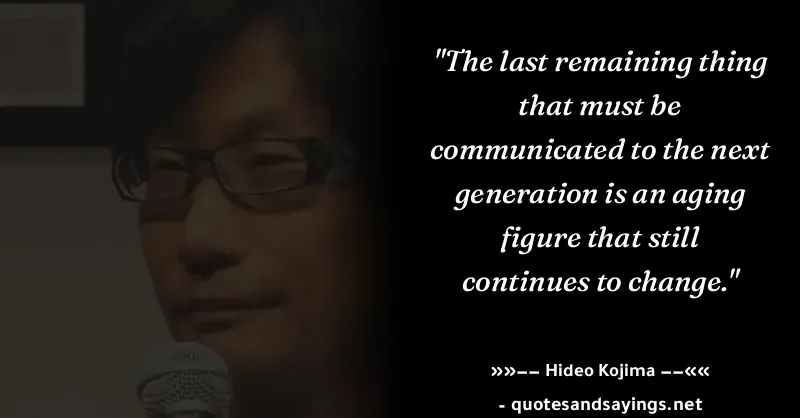 "The last remaining thing
that must be
communicated to the next
generation is an aging
figure that still
continues to change."
»»−− Hideo Kojima −−««
- quotesandsayings.net